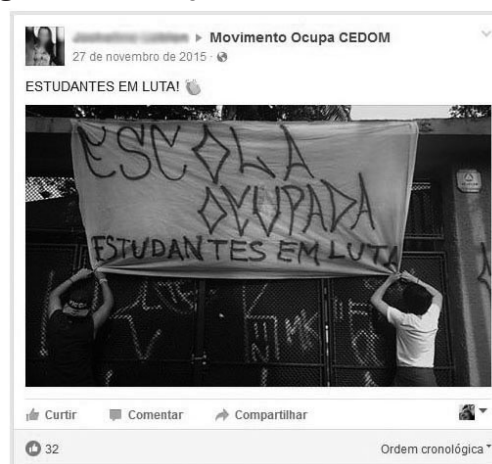 Movimento Ocupa CEDOM
27 de novembro de 2015
ESTUDANTES EM LUTA!
ESCOLA
OCUPADA
ESTUDANTES EM LUTA
Curtir Comentar Compartilhar
32 Ordem cronológica